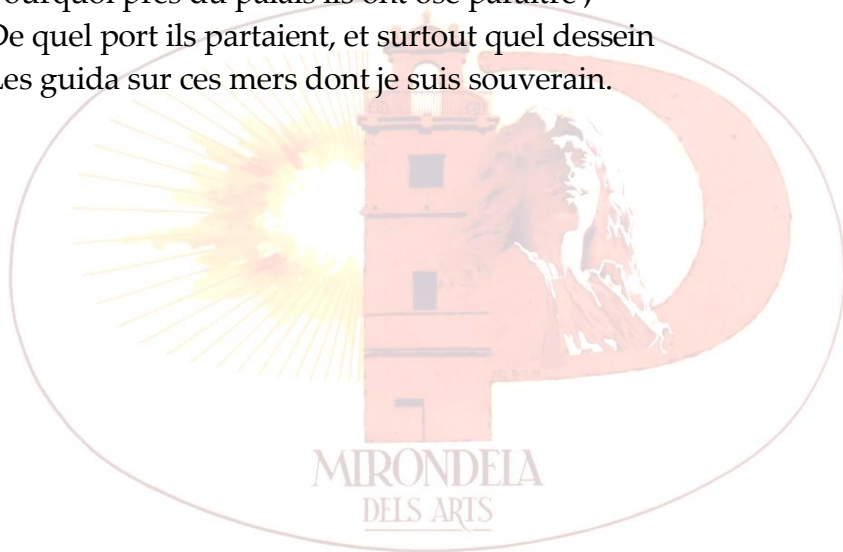 Pourquoi près du palais ils ont osé paraître ;
De quel port ils partaient, et surtout quel dessein
Les guida sur ces mers dont je suis souverain.
MIRONDELA
DELS ARTS